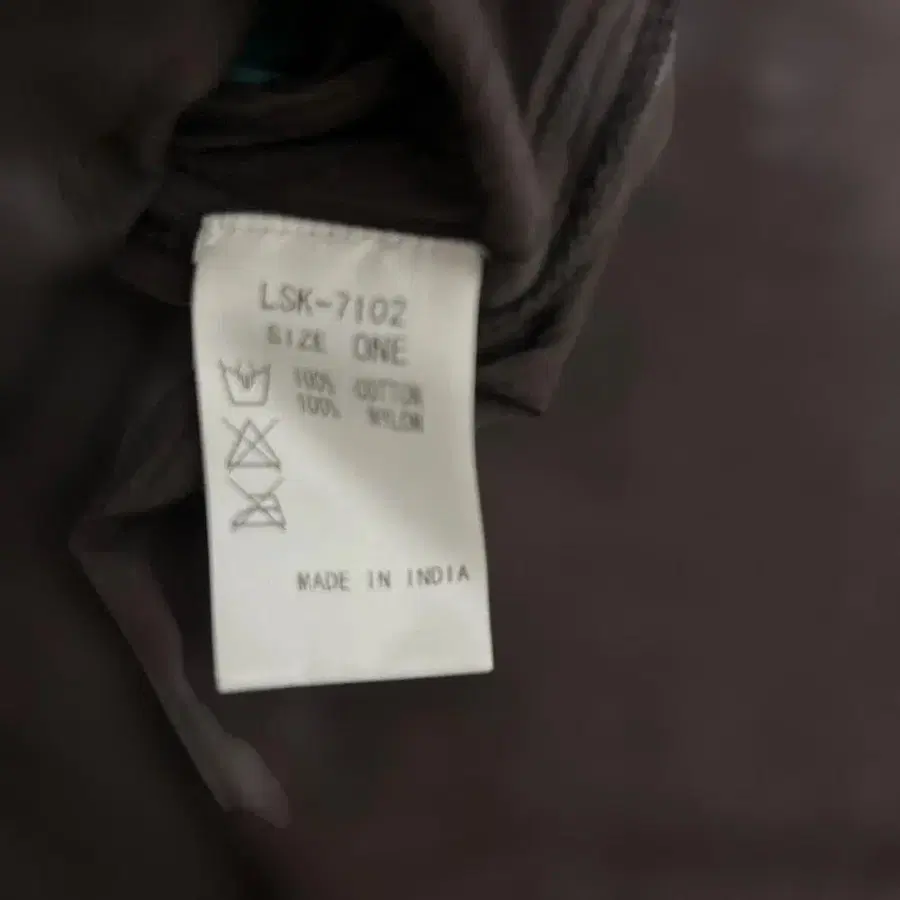 LSK-7102
SIZE ONE
100% COTTON
100% NYLON
MADE IN INDIA